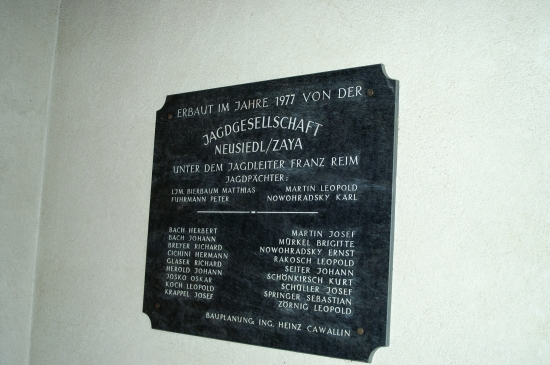 ERBAUT IM JAHRE 1977 VON DER
JAGDGESELLSCHAFT
NEUSIEDL/ZAYA
UNTER DEM JAGDLEITER FRANZ REIM
JAGDPÄCHTER:
LJM. BIERBAUM MATTHIAS MARTIN LEOPOLD
FUHRMANN PETER NOWOHRADSKY KARL
BACH HERBERT MARTIN JOSEF
BACH JOHANN MÜRKEL BRIGITTE
BREYER RICHARD NOWOHRADSKY ERNST
CICHINI HERMANN RAKOSCH LEOPOLD
GLASER RICHARD SEITER JOHANN
HEROLD JOHANN SCHÖNKIRSCH KURT
JOSKO OSKAR SCHÜLLER JOSEF
KOCH LEOPOLD SPRINGER SEBASTIAN
KRAPPEL JOSEF ZÖRNIG LEOPOLD
BAUPLANUNG: ING. HEINZ CAWALLIN